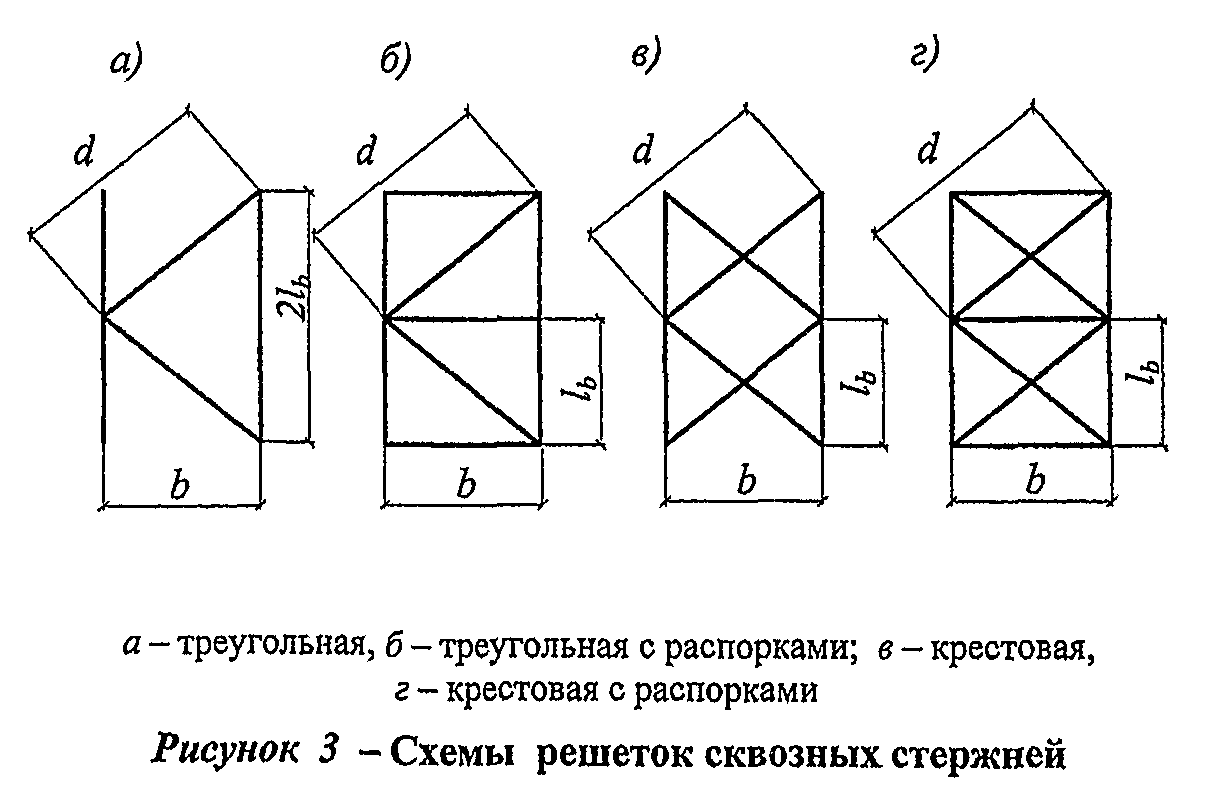 а) б) в) г)
d d d d
2l_b
l_b l_b l_b
b b b b
а – треугольная, б – треугольная с распорками; в – крестовая,
г – крестовая с распорками
Рисунок 3 – Схемы решеток сквозных стержней